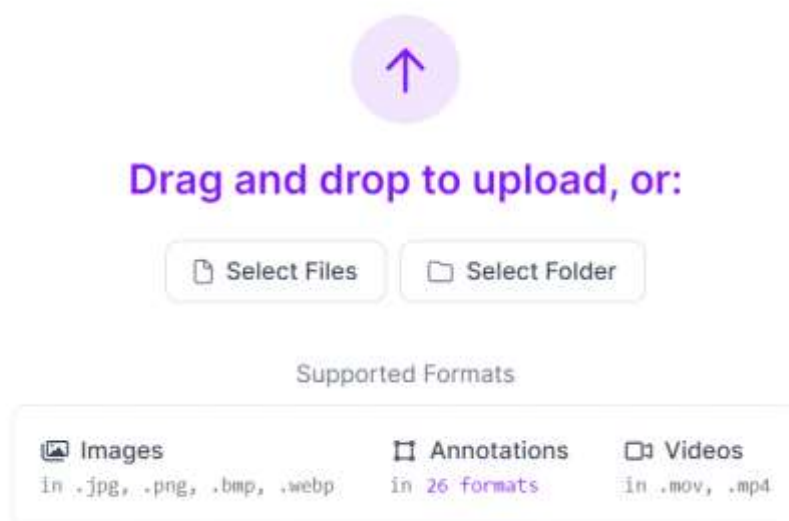 Drag and drop to upload, or:
Select Files Select Folder
Supported Formats
Images Annotations Videos
in .jpg, .png, .bmp, .webp in 26 formats in .mov, .mp4